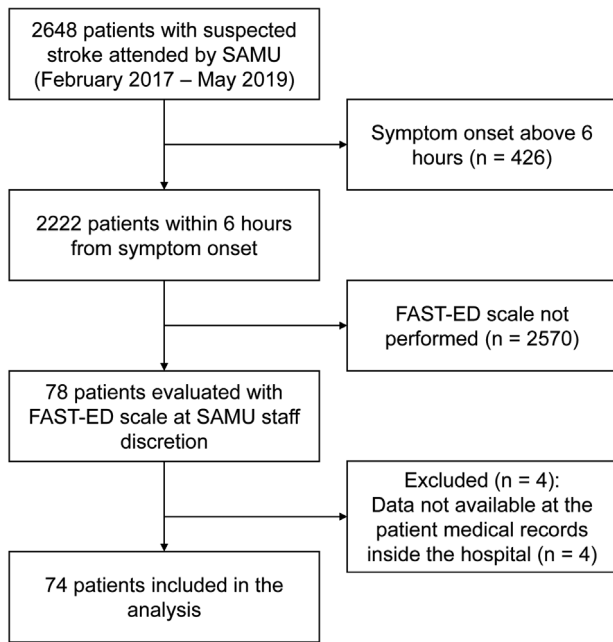 2648 patients with suspected
stroke attended by SAMU
(February 2017 – May 2019)
Symptom onset above 6
hours (n = 426)
2222 patients within 6 hours
from symptom onset
FAST-ED scale not
performed (n = 2570)
78 patients evaluated with
FAST-ED scale at SAMU staff
discretion
Excluded (n = 4):
Data not available at the
patient medical records
inside the hospital (n = 4)
74 patients included in the
analysis